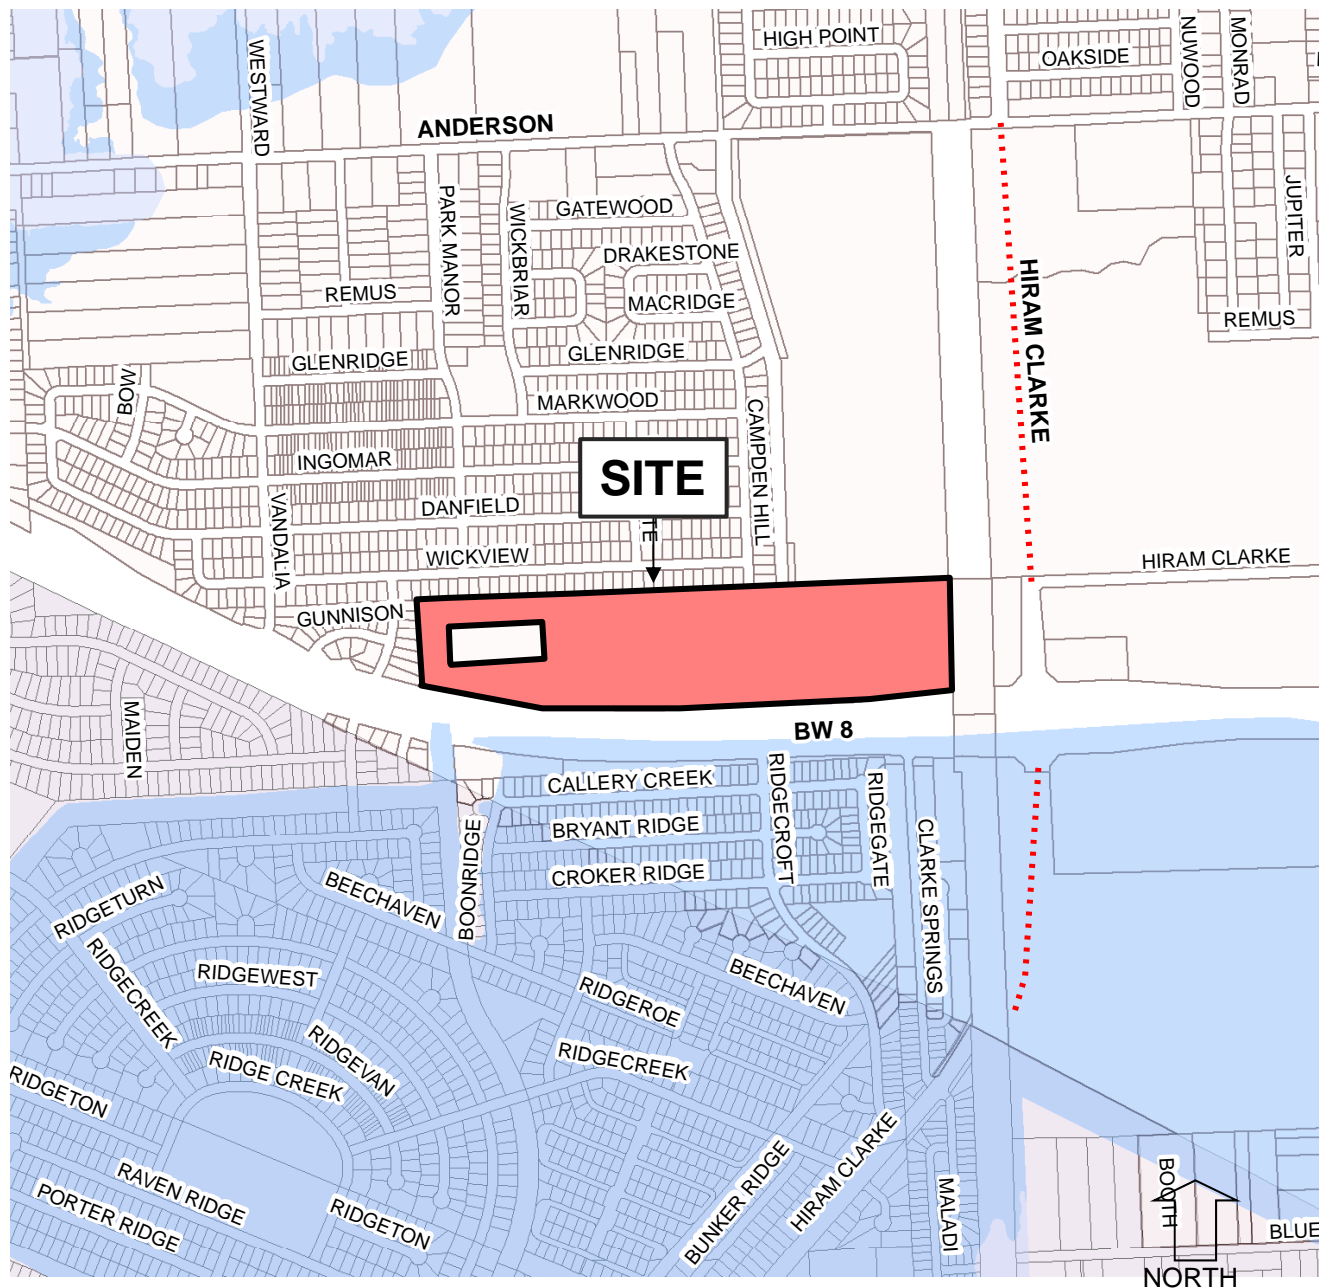 HIGH POINT
OAKSIDE
NUWOOD
MONRAD
WESTWARD
ANDERSON
PARK MANOR
WICKBRIAR
GATEWOOD
DRAKESTONE
MACRIDGE
JUPITER
REMUS
REMUS
HIRAM CLARKE
GLENRIDGE
GLENRIDGE
BOW
MARKWOOD
CAMPDEN HILL
INGOMAR
SITE
VANDALIA
DANFIELD
WICKVIEW
HIRAM CLARKE
GUNNISON
MAIDEN
BW 8
CALLERY CREEK
RIDGECROFT
RIDGEGATE
BRYANT RIDGE
CLARKE SPRINGS
BOONRIDGE
CROKER RIDGE
RIDGETURN
BEECHAVEN
RIDGECREEK
RIDGEWEST
BEECHAVEN
RIDGEROE
RIDGEVAN
RIDGECREEK
RIDGE CREEK
RIDGETON
HIRAM CLARKE
BUNKER RIDGE
RAVEN RIDGE
PORTER RIDGE
RIDGETON
MALADI
BOOTH
BLUE
NORTH